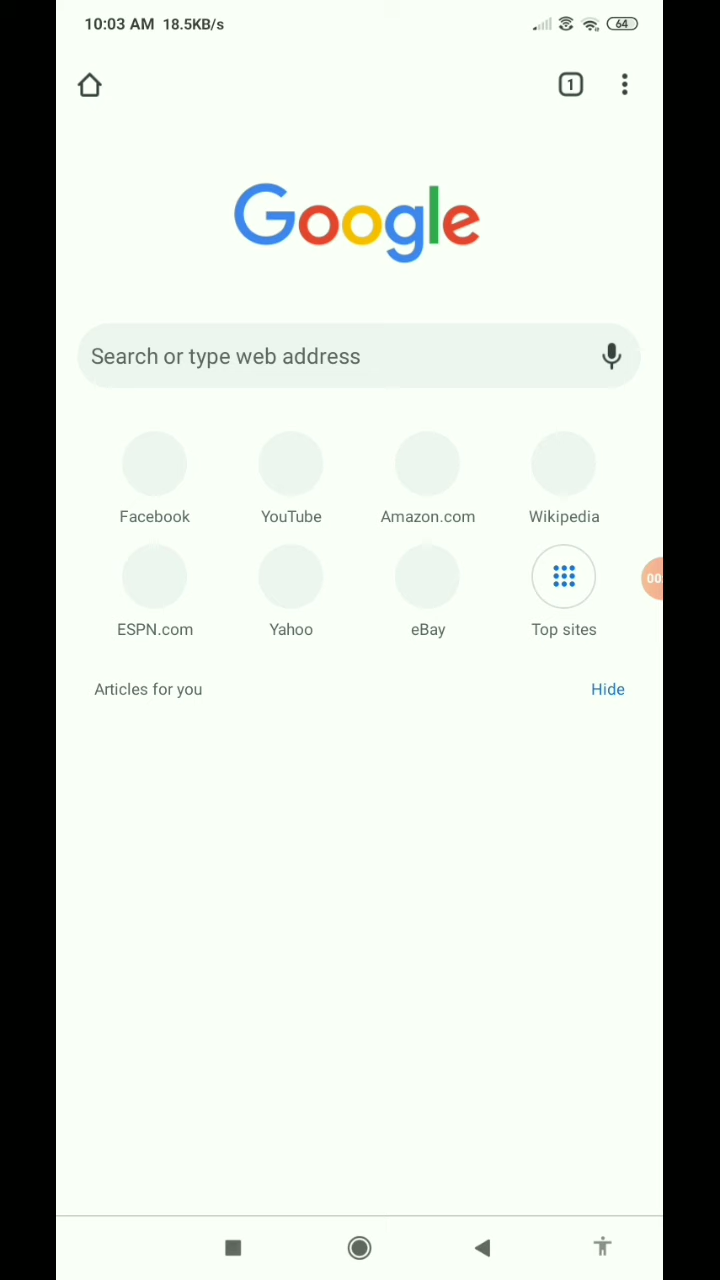 10:03 AM 18.5KB/s 64
1
Google
Search or type web address
Facebook YouTube Amazon.com Wikipedia
00
ESPN.com Yahoo eBay Top sites
Articles for you Hide